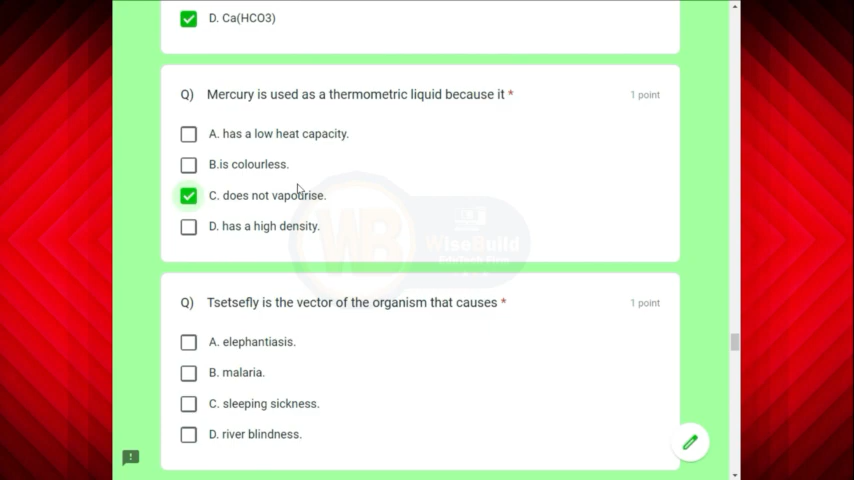 D. Ca(HCO3)
Q) Mercury is used as a thermometric liquid because it * 1 point
A. has a low heat capacity.
B.is colourless.
C. does not vapourise.
D. has a high density.
WB WiseBuild
Q) Tsetsefly is the vector of the organism that causes * 1 point
A. elephantiasis.
B. malaria.
C. sleeping sickness.
D. river blindness.